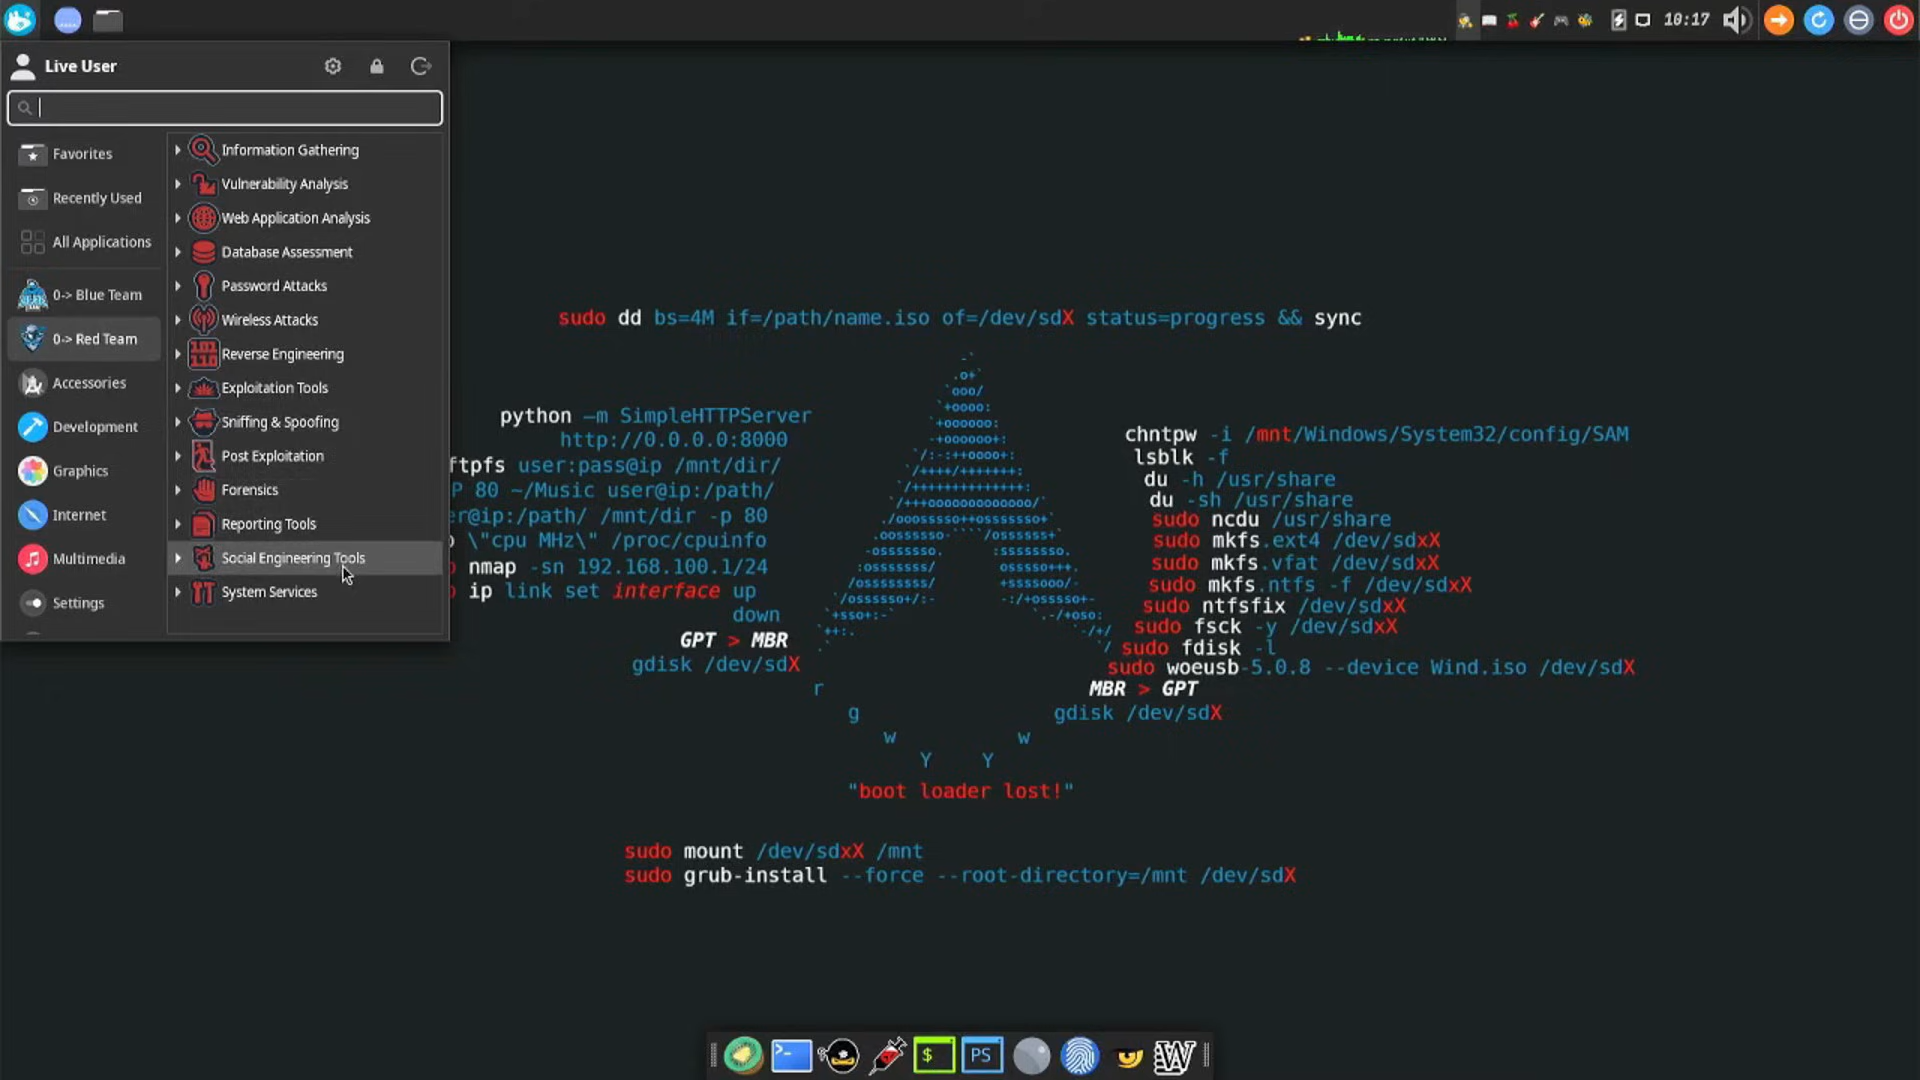 10:17
Live User
Favorites
Recently Used
All Applications
0-> Blue Team
0-> Red Team
Accessories
Development
Graphics
Internet
Multimedia
Settings
Information Gathering
Vulnerability Analysis
Web Application Analysis
Database Assessment
Password Attacks
Wireless Attacks
Reverse Engineering
Exploitation Tools
Sniffing & Spoofing
Post Exploitation
Forensics
Reporting Tools
Social Engineering Tools
System Services
sudo dd bs=4M if=/path/name.iso of=/dev/sdX status=progress && sync
python —m SimpleHTTPServer
http://0.0.0.0:8000
ftpfs user:pass@ip /mnt/dir/
P 80 ~/Music user@ip:/path/
er@ip:/path/ /mnt/dir -p 80
\"cpu MHz\" /proc/cpuinfo
nmap -sn 192.168.100.1/24
ip link set interface up
down
GPT > MBR
gdisk /dev/sdX
chntpw -i /mnt/Windows/System32/config/SAM
lsblk -f
du -h /usr/share
du -sh /usr/share
sudo ncdu /usr/share
sudo mkfs.ext4 /dev/sdxX
sudo mkfs.vfat /dev/sdxX
sudo mkfs.ntfs -f /dev/sdxX
sudo ntfsfix /dev/sdxX
sudo fsck -y /dev/sdxX
sudo fdisk -l
sudo woeusb-5.0.8 --device Wind.iso /dev/sdX
MBR > GPT
gdisk /dev/sdX
r
g
w w
Y Y
"boot loader lost!"
sudo mount /dev/sdxX /mnt
sudo grub-install --force --root-directory=/mnt /dev/sdX
>_ $ PS W